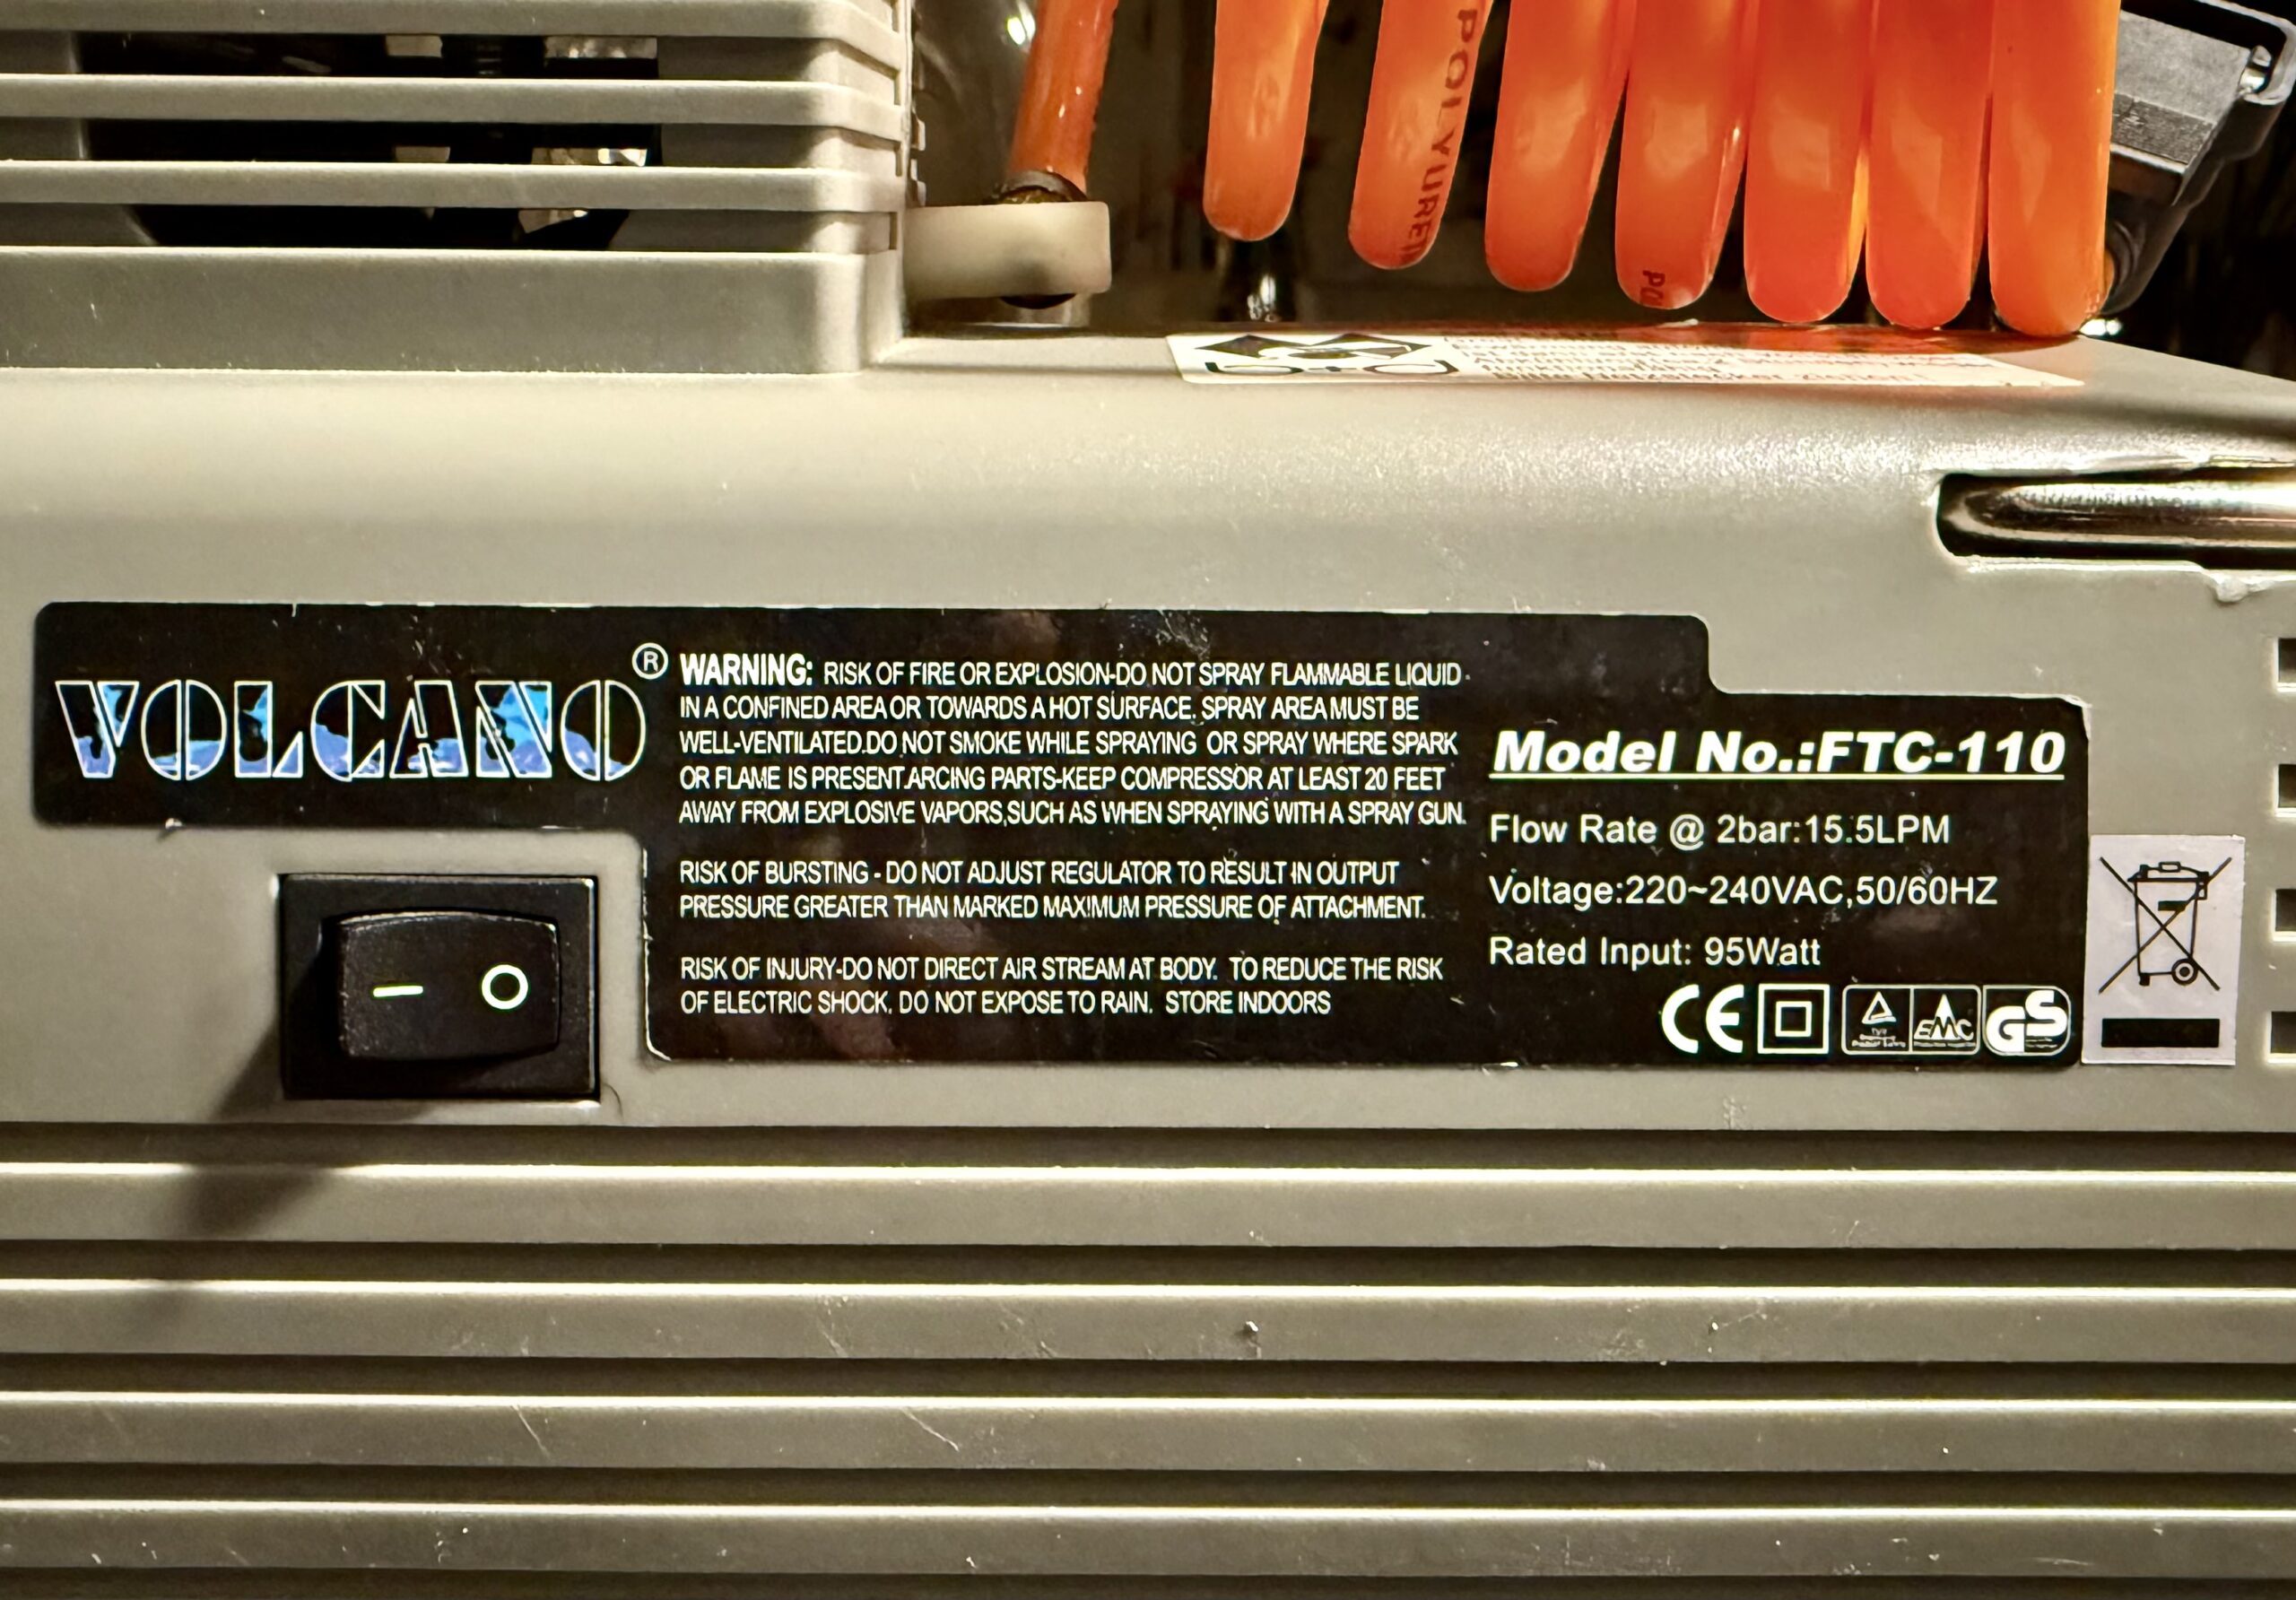 POLYURET
PO
VOLCANO®
WARNING: RISK OF FIRE OR EXPLOSION-DO NOT SPRAY FLAMMABLE LIQUID
IN A CONFINED AREA OR TOWARDS A HOT SURFACE. SPRAY AREA MUST BE
WELL-VENTILATED.DO NOT SMOKE WHILE SPRAYING OR SPRAY WHERE SPARK
OR FLAME IS PRESENT.ARCING PARTS-KEEP COMPRESSOR AT LEAST 20 FEET
AWAY FROM EXPLOSIVE VAPORS,SUCH AS WHEN SPRAYING WITH A SPRAY GUN.
RISK OF BURSTING - DO NOT ADJUST REGULATOR TO RESULT IN OUTPUT
PRESSURE GREATER THAN MARKED MAXIMUM PRESSURE OF ATTACHMENT.
RISK OF INJURY-DO NOT DIRECT AIR STREAM AT BODY. TO REDUCE THE RISK
OF ELECTRIC SHOCK. DO NOT EXPOSE TO RAIN. STORE INDOORS
Model No.:FTC-110
Flow Rate @ 2bar:15.5LPM
Voltage:220~240VAC,50/60HZ
Rated Input: 95Watt
CE EMC GS